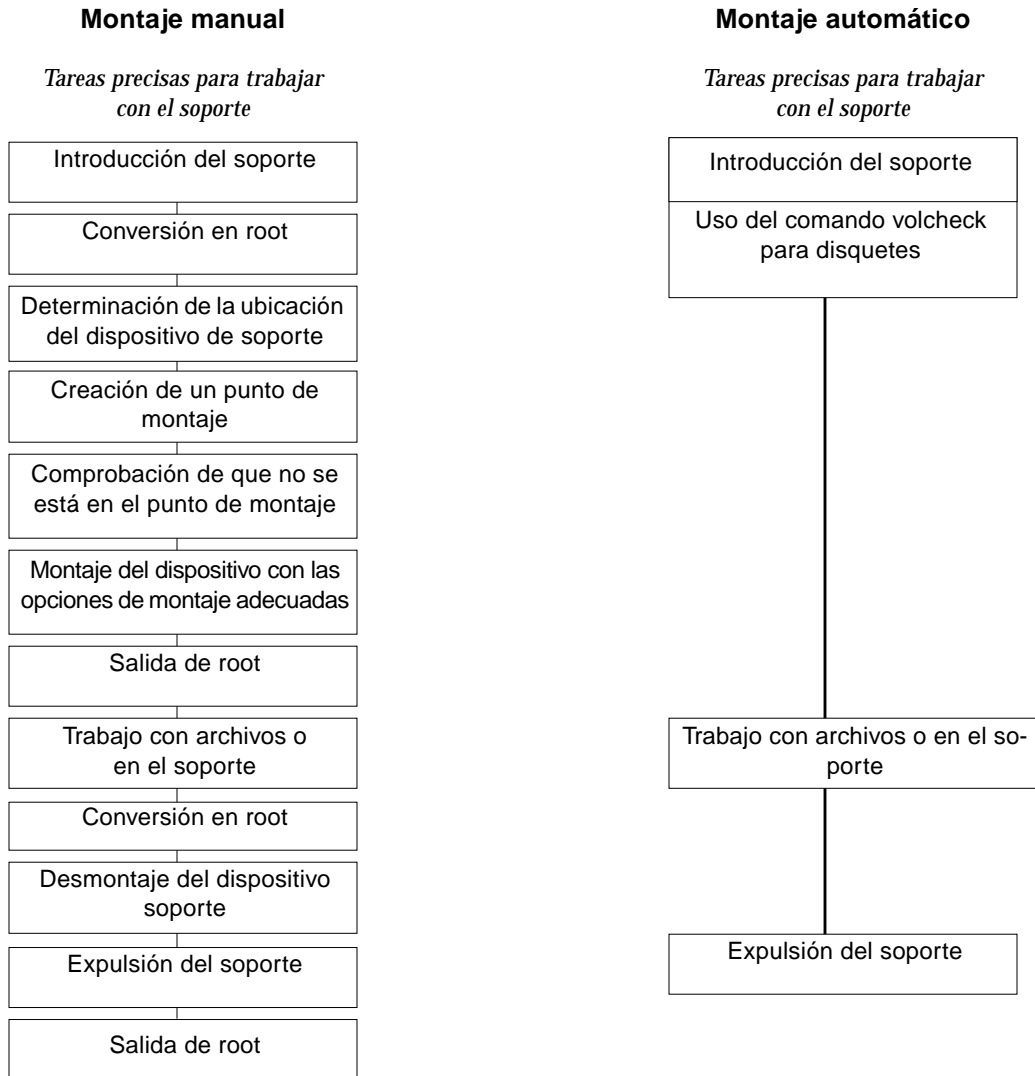 Montaje manual
Tareas precisas para trabajar
con el soporte
Introducción del soporte
Conversión en root
Determinación de la ubicación
del dispositivo de soporte
Creación de un punto de
montaje
Comprobación de que no se
está en el punto de montaje
Montaje del dispositivo con las
opciones de montaje adecuadas
Salida de root
Trabajo con archivos o
en el soporte
Conversión en root
Desmontaje del dispositivo
soporte
Expulsión del soporte
Salida de root
Montaje automático
Tareas precisas para trabajar
con el soporte
Introducción del soporte
Uso del comando volcheck
para disquetes
Trabajo con archivos o en el so-
porte
Expulsión del soporte